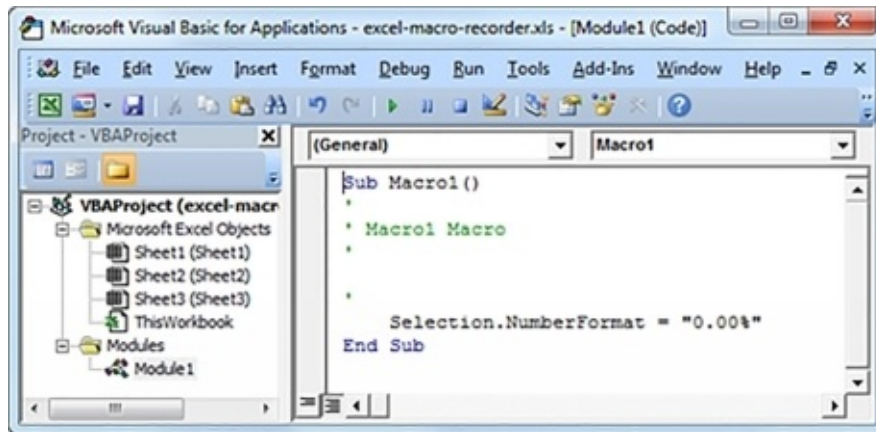 Microsoft Visual Basic for Applications - excel-macro-recorder.xls - [Module1 (Code)]
File Edit View Insert Format Debug Run Tools Add-Ins Window Help
Project - VBAProject
(General) Macro1
VBAProject (excel-macr
Microsoft Excel Objects
Sheet1 (Sheet1)
Sheet2 (Sheet2)
Sheet3 (Sheet3)
ThisWorkbook
Modules
Module1
Sub Macro1()
'
' Macro1 Macro
'
'
Selection.NumberFormat = "0.00%"
End Sub